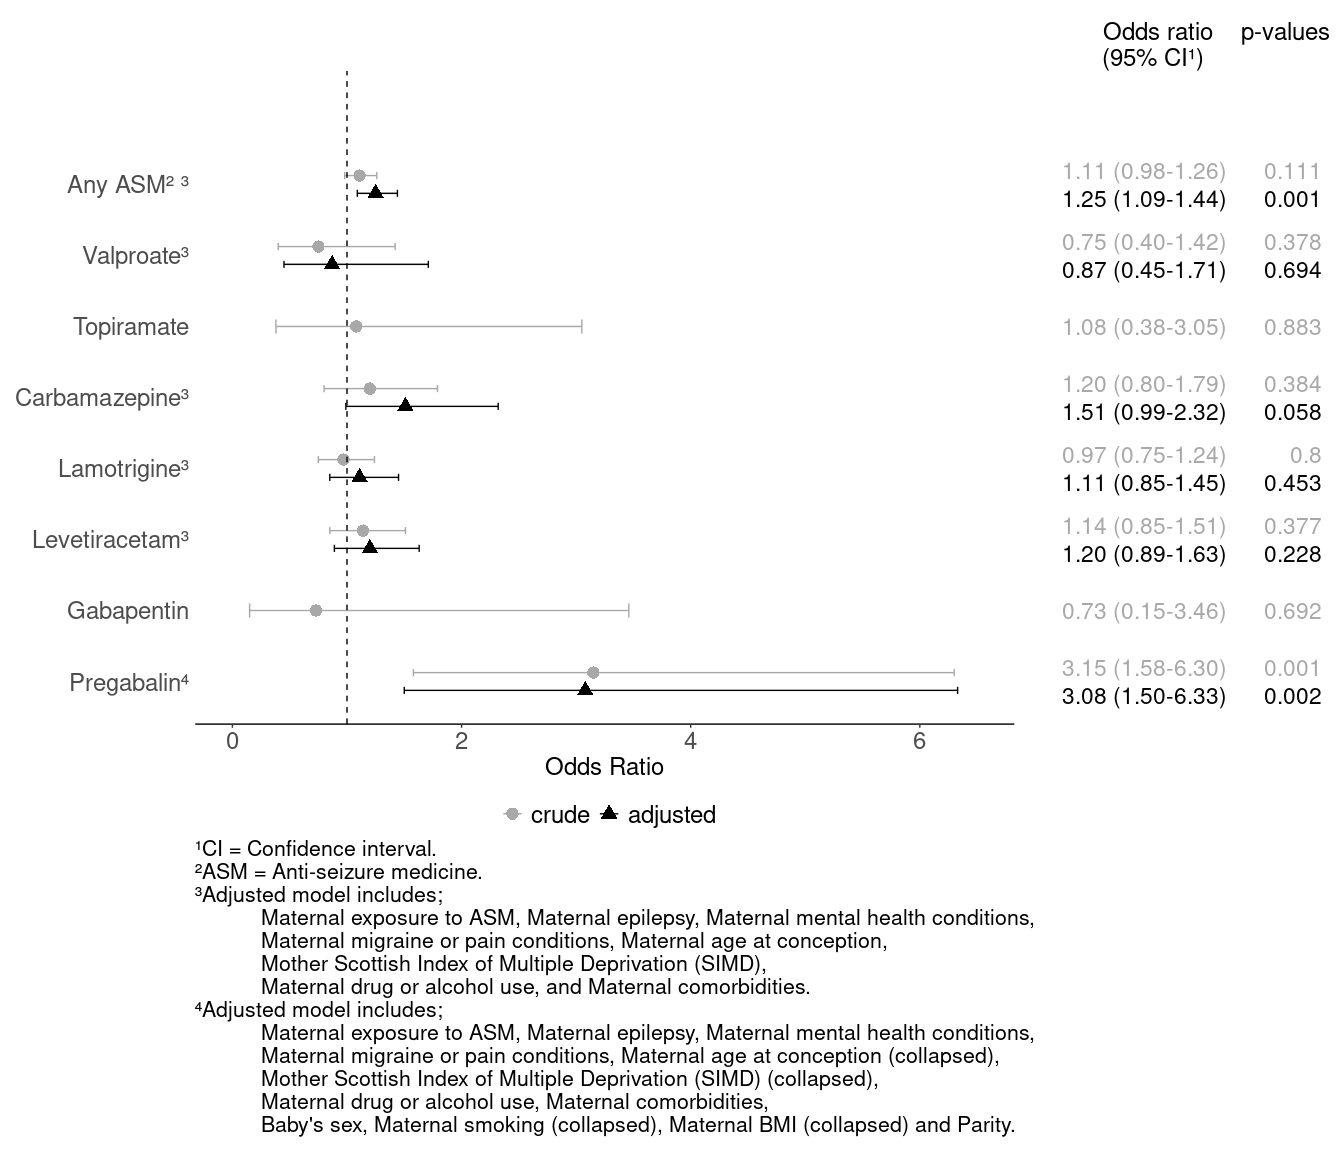 Odds ratio p-values
(95% CI¹)
Any ASM² ³ 1.11 (0.98-1.26) 0.111
1.25 (1.09-1.44) 0.001
Valproate³ 0.75 (0.40-1.42) 0.378
0.87 (0.45-1.71) 0.694
Topiramate 1.08 (0.38-3.05) 0.883
Carbamazepine³ 1.20 (0.80-1.79) 0.384
1.51 (0.99-2.32) 0.058
Lamotrigine³ 0.97 (0.75-1.24) 0.8
1.11 (0.85-1.45) 0.453
Levetiracetam³ 1.14 (0.85-1.51) 0.377
1.20 (0.89-1.63) 0.228
Gabapentin 0.73 (0.15-3.46) 0.692
Pregabalin⁴ 3.15 (1.58-6.30) 0.001
3.08 (1.50-6.33) 0.002
0 2 4 6
Odds Ratio
crude adjusted
¹CI = Confidence interval.
²ASM = Anti-seizure medicine.
³Adjusted model includes;
Maternal exposure to ASM, Maternal epilepsy, Maternal mental health conditions,
Maternal migraine or pain conditions, Maternal age at conception,
Mother Scottish Index of Multiple Deprivation (SIMD),
Maternal drug or alcohol use, and Maternal comorbidities.
⁴Adjusted model includes;
Maternal exposure to ASM, Maternal epilepsy, Maternal mental health conditions,
Maternal migraine or pain conditions, Maternal age at conception (collapsed),
Mother Scottish Index of Multiple Deprivation (SIMD) (collapsed),
Maternal drug or alcohol use, Maternal comorbidities,
Baby's sex, Maternal smoking (collapsed), Maternal BMI (collapsed) and Parity.